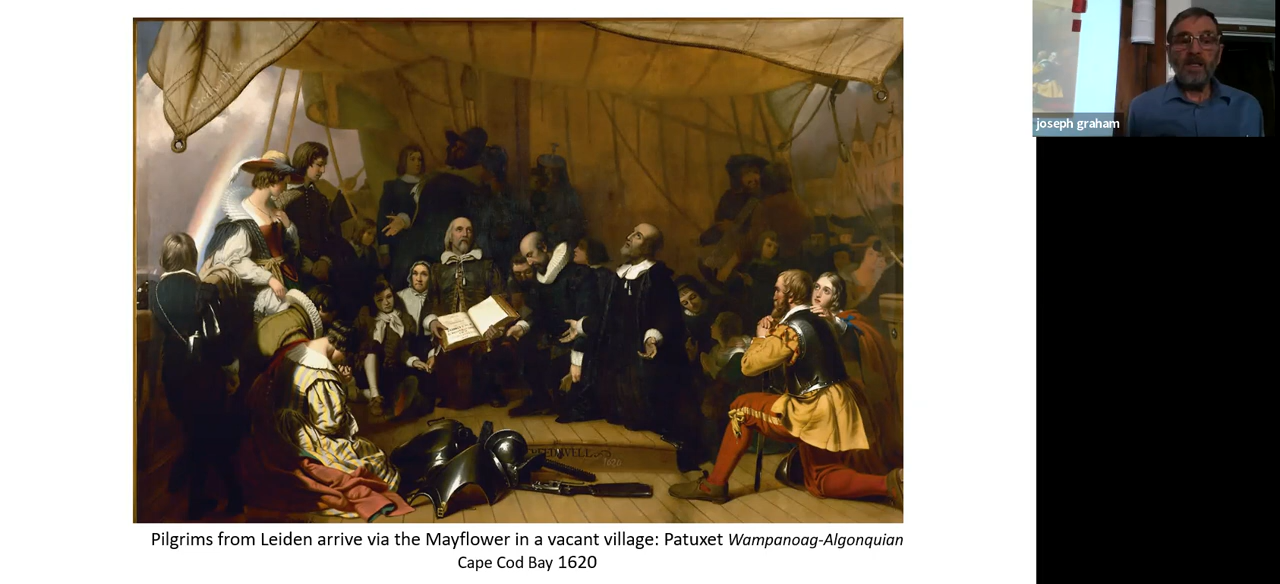 joseph graham
Pilgrims from Leiden arrive via the Mayflower in a vacant village: Patuxet Wampanoag-Algonquian
Cape Cod Bay 1620